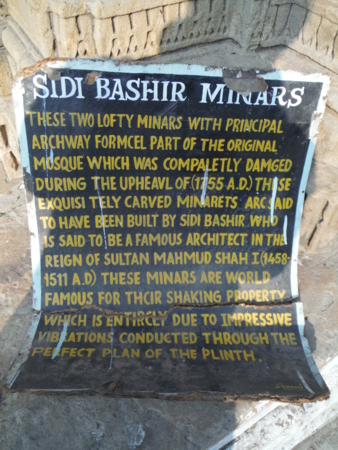 SIDI BASHIR MINARS
THESE TWO LOFTY MINARS WITH PRINCIPAL
ARCHWAY FORMCEL PART OF THE ORIGINAL
MOSQUE WHICH WAS COMPALETLY DAMGED
DURING THE UPHEAVL OF (1755 A.D) THESE
EXQUISI TELY CARVED MINARETS ARC SAID
TO HAVE BEEN BUILT BY SIDI BASHIR WHO
IS SAID TO BE A FAMOUS ARCHITECT IN THE
REIGN OF SULTAN MAHMUD SHAH I (1458-
1511 A.D) THESE MINARS ARE WORLD
FAMOUS FOR THCIR SHAKING PROPERTY
WHICH IS ENTIRCLY DUE TO IMPRESSIVE
VIBRATIONS CONDUCTED THROUGH THE
PERFECT PLAN OF THE PLINTH.